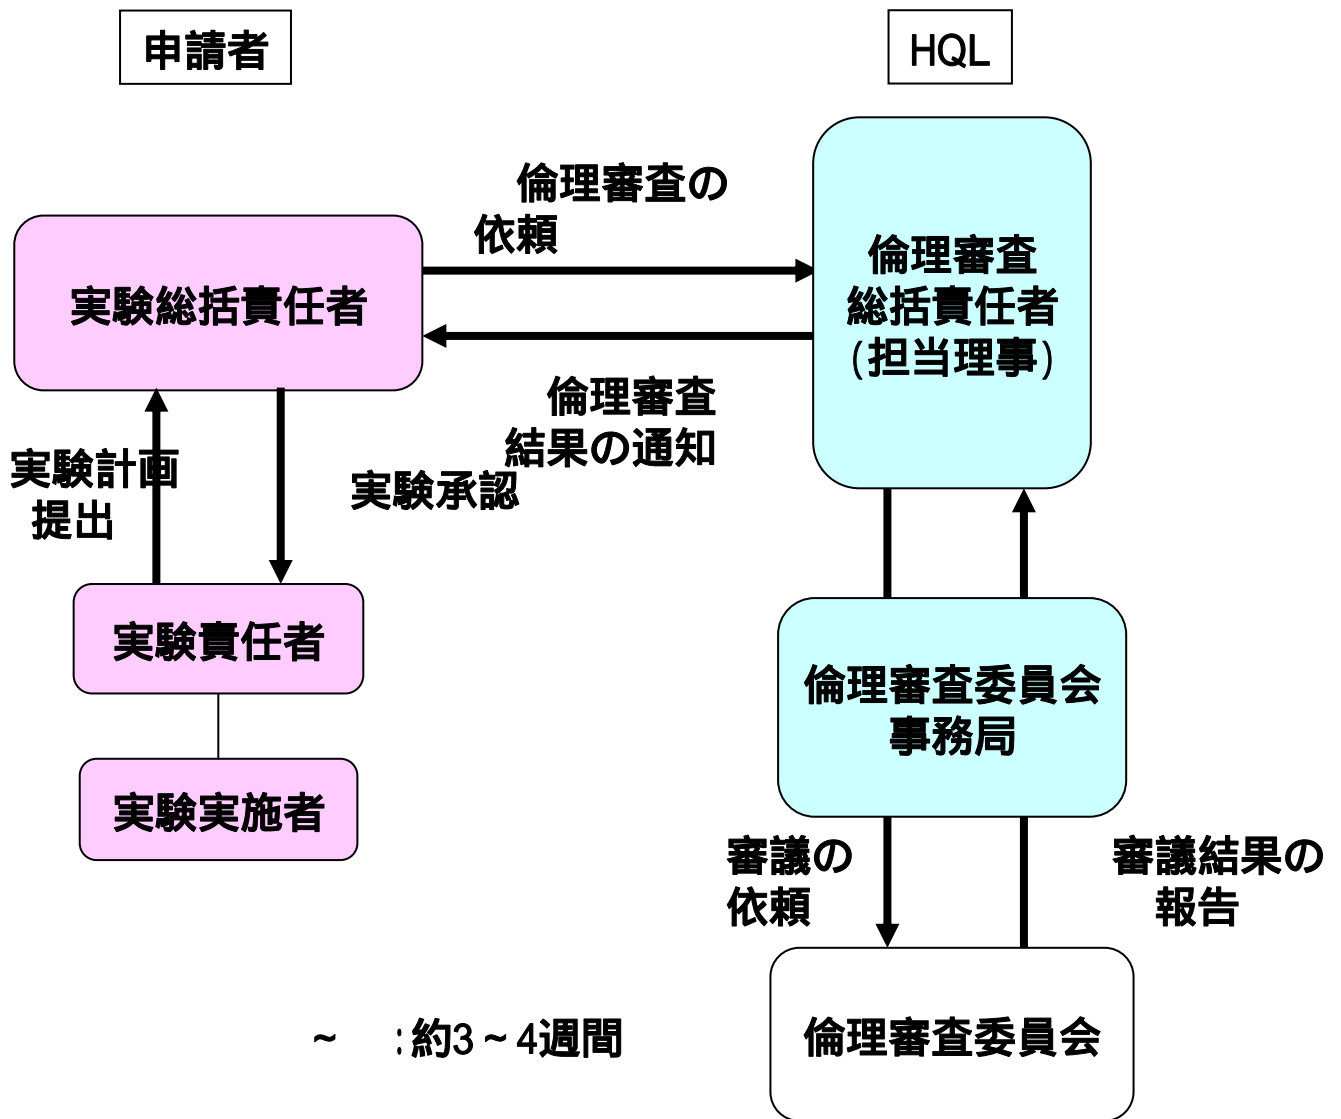 申請者
HQL
倫理審査の
依頼
実験総括責任者
倫理審査
総括責任者
(担当理事)
倫理審査
結果の通知
実験計画
提出
実験承認
実験責任者
倫理審査委員会
事務局
実験実施者
審議の
依頼
審議結果の
報告
~ :約3~4週間
倫理審査委員会